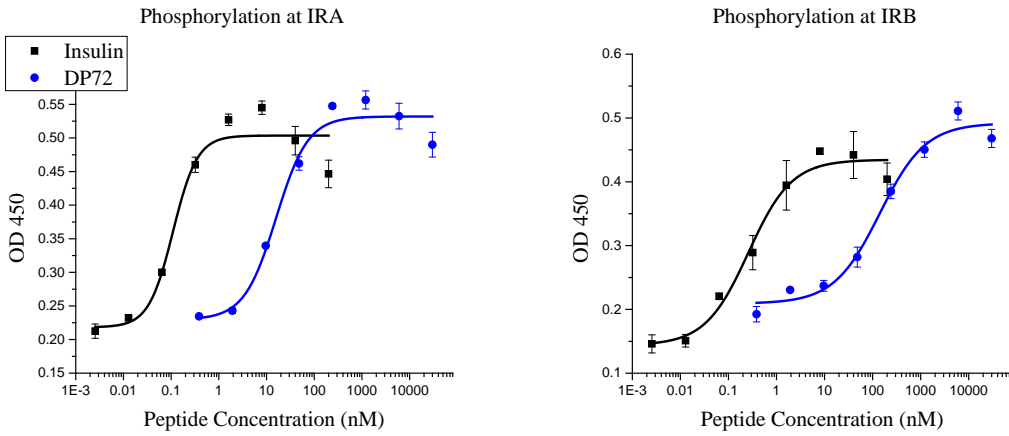 Phosphorylation at IRA
Insulin
DP72
0.55
0.50
0.45
0.40
0.35
0.30
0.25
0.20
0.15
OD 450
1E-3 0.01 0.1 1 10 100 1000 10000
Peptide Concentration (nM)
Phosphorylation at IRB
0.6
0.5
0.4
0.3
0.2
0.1
OD 450
1E-3 0.01 0.1 1 10 100 1000 10000
Peptide Concentration (nM)